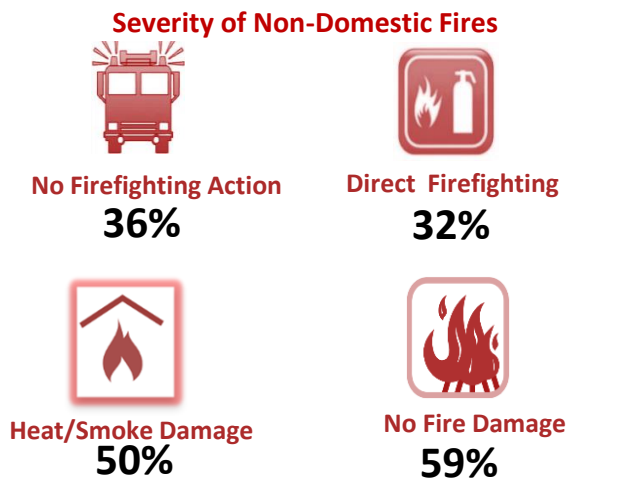 Severity of Non-Domestic Fires
No Firefighting Action
36%
Direct Firefighting
32%
Heat/Smoke Damage
50%
No Fire Damage
59%